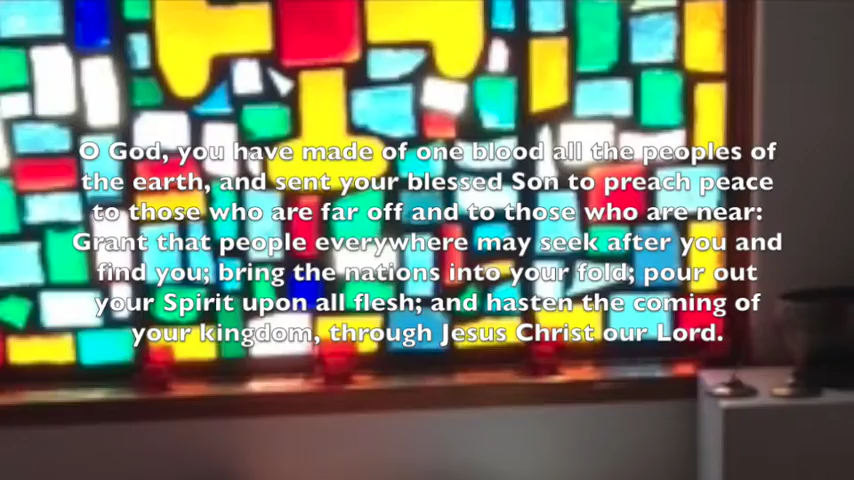 O God, you have made of one blood all the peoples of
the earth, and sent your blessed Son to preach peace
to those who are far off and to those who are near:
Grant that people everywhere may seek after you and
find you; bring the nations into your fold; pour out
your Spirit upon all flesh; and hasten the coming of
your kingdom, through Jesus Christ our Lord.